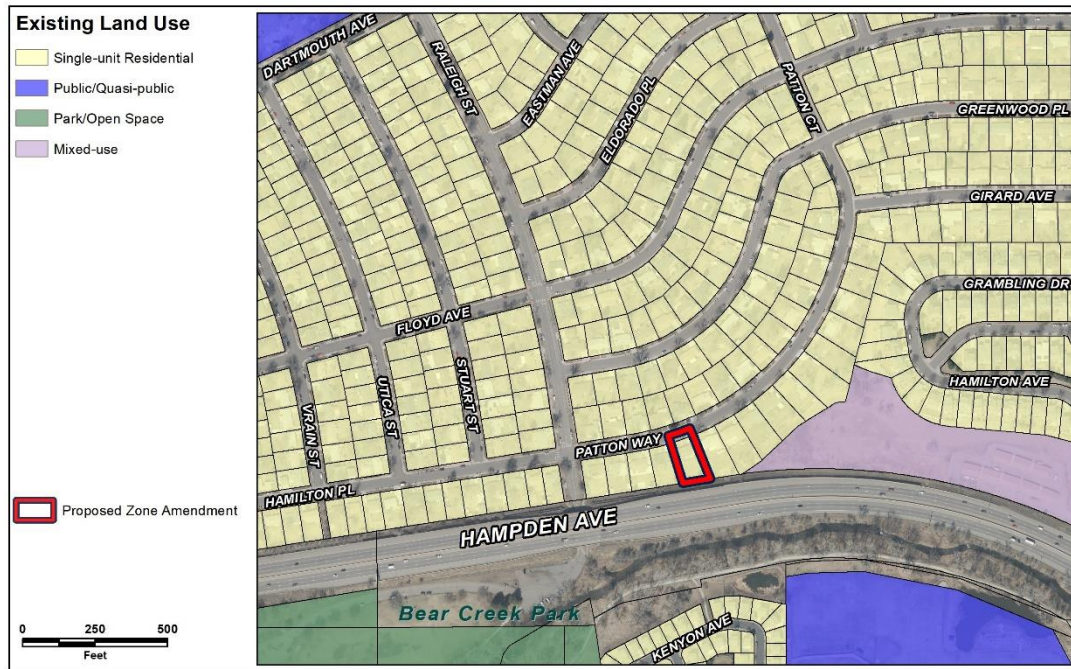 Existing Land Use
Single-unit Residential
Public/Quasi-public
Park/Open Space
Mixed-use
Proposed Zone Amendment
0 250 500
Feet
DARTMOUTH AVE
RALEIGH ST
EASTMAN AVE
ELDORADO PL
PATTON CT
GREENWOOD PL
GIRARD AVE
GRAMBLING DR
HAMILTON AVE
FLOYD AVE
VRAIN ST
UTICA ST
STUART ST
PATTON WAY
HAMILTON PL
HAMPDEN AVE
Bear Creek Park
KENYON AVE